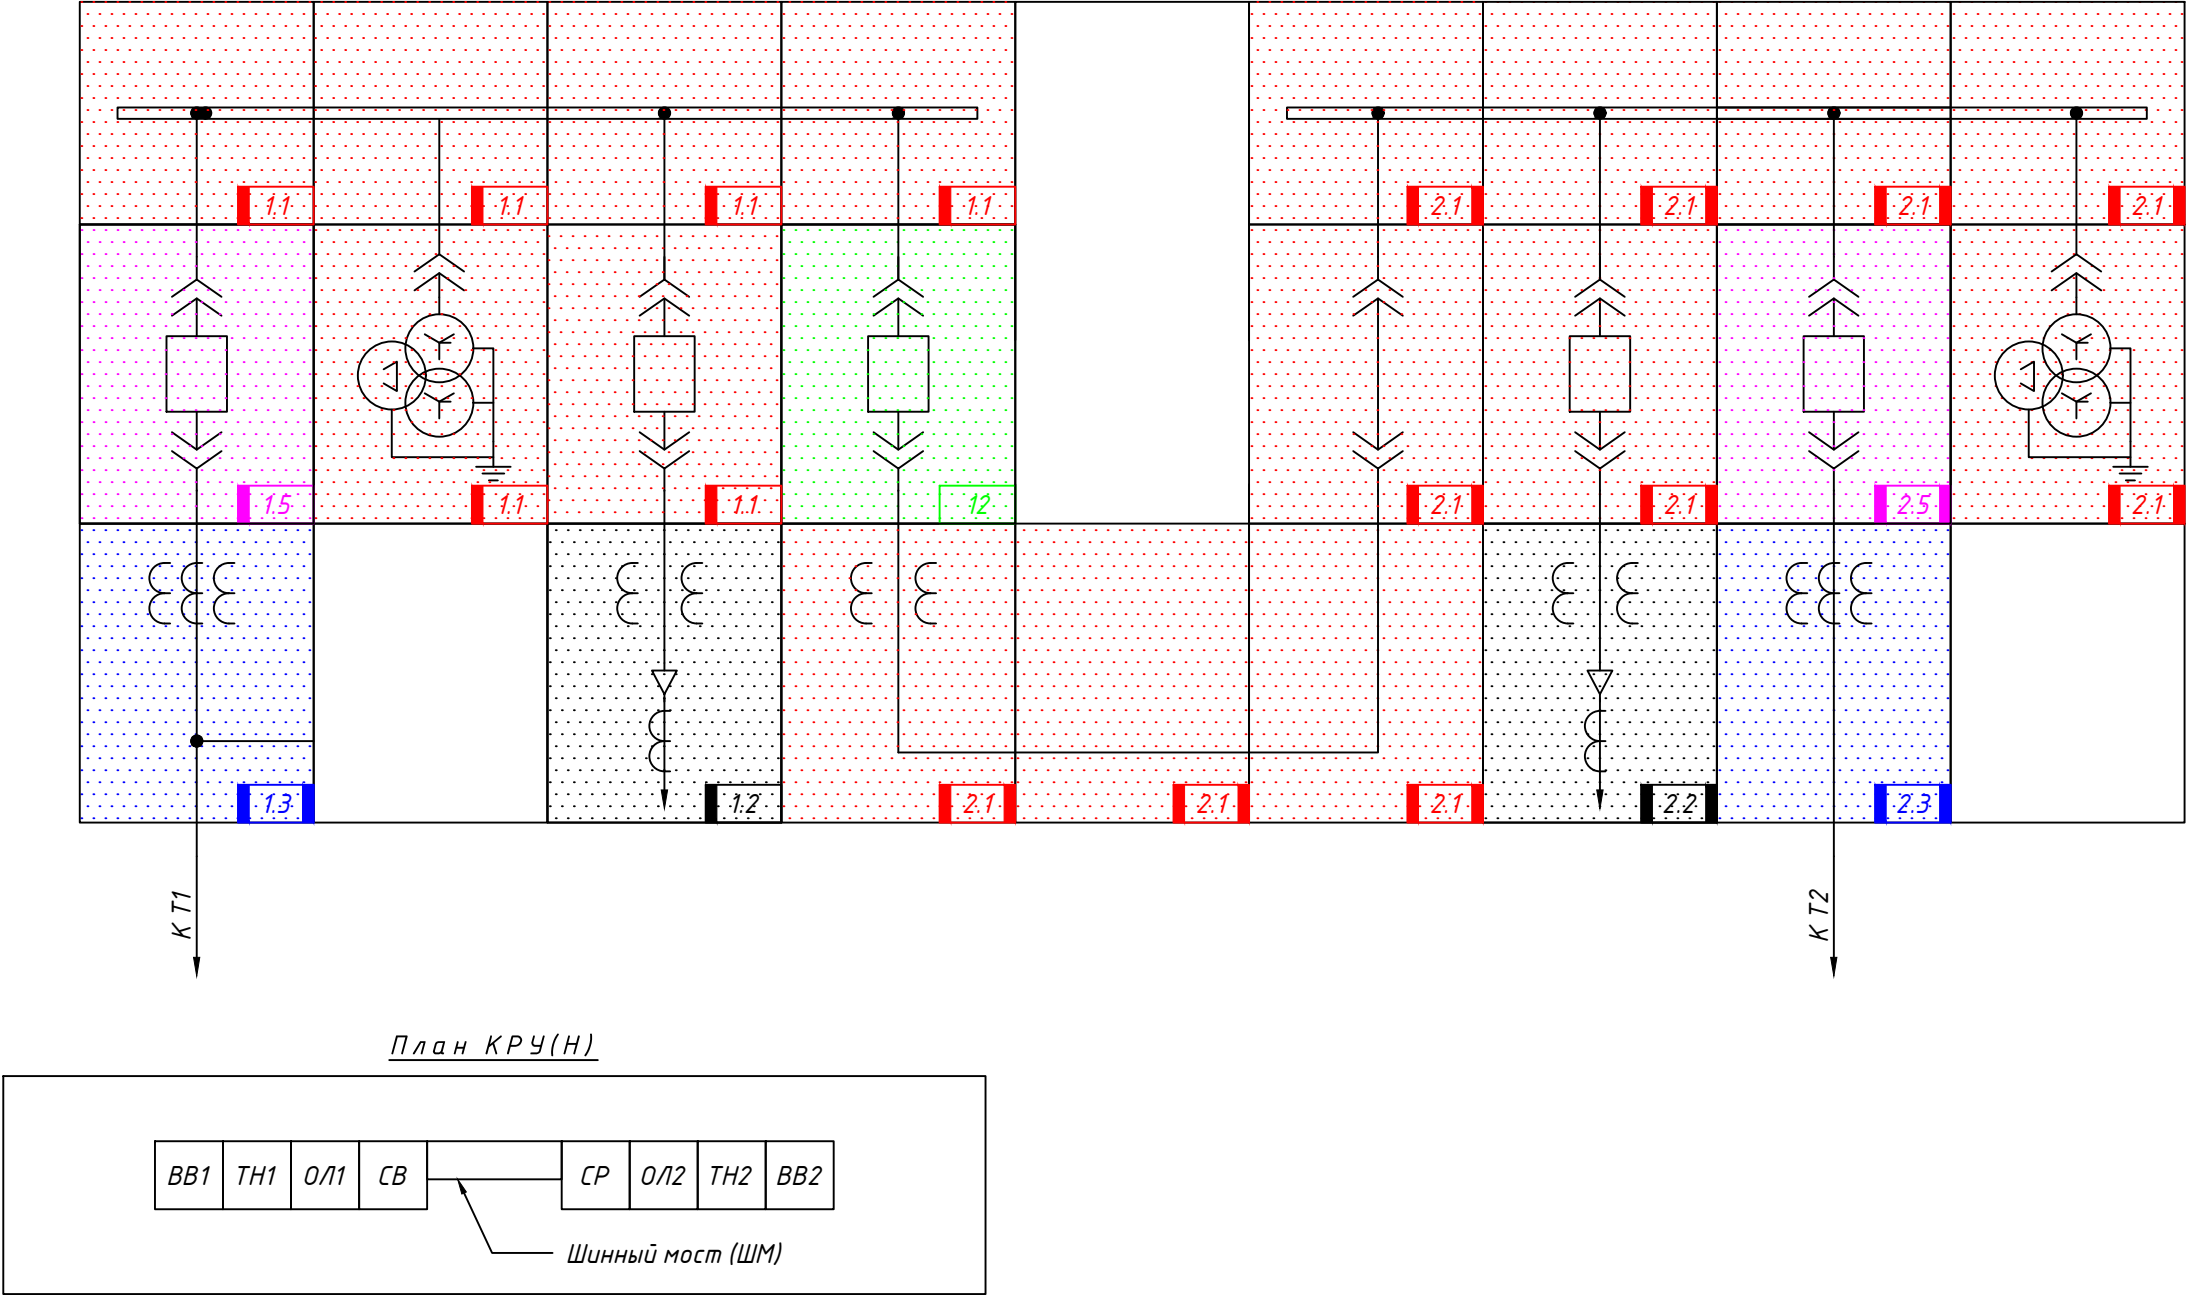 1.1 1.1 1.1 1.1 2.1 2.1 2.1 2.1
1.5 1.1 1.1 12 2.1 2.1 2.5 2.1
1.3 1.2 2.1 2.1 2.1 2.2 2.3
К Т1
К Т2
План КРУ(Н)
ВВ1 ТН1 ОЛ1 СВ СР ОЛ2 ТН2 ВВ2
Шинный мост (ШМ)